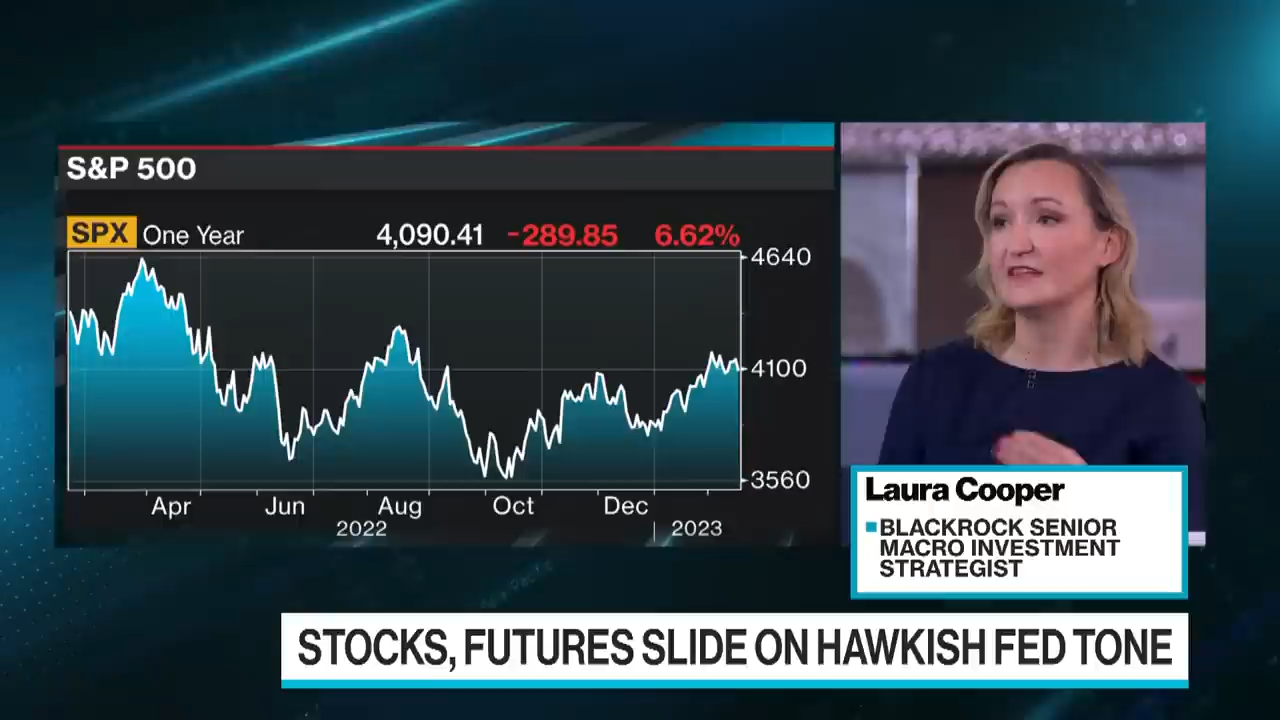 S&P 500
SPX One Year 4,090.41 -289.85 6.62%
4640
4100
3560
Apr Jun Aug Oct Dec
2022 2023
Laura Cooper
BLACKROCK SENIOR
MACRO INVESTMENT
STRATEGIST
STOCKS, FUTURES SLIDE ON HAWKISH FED TONE